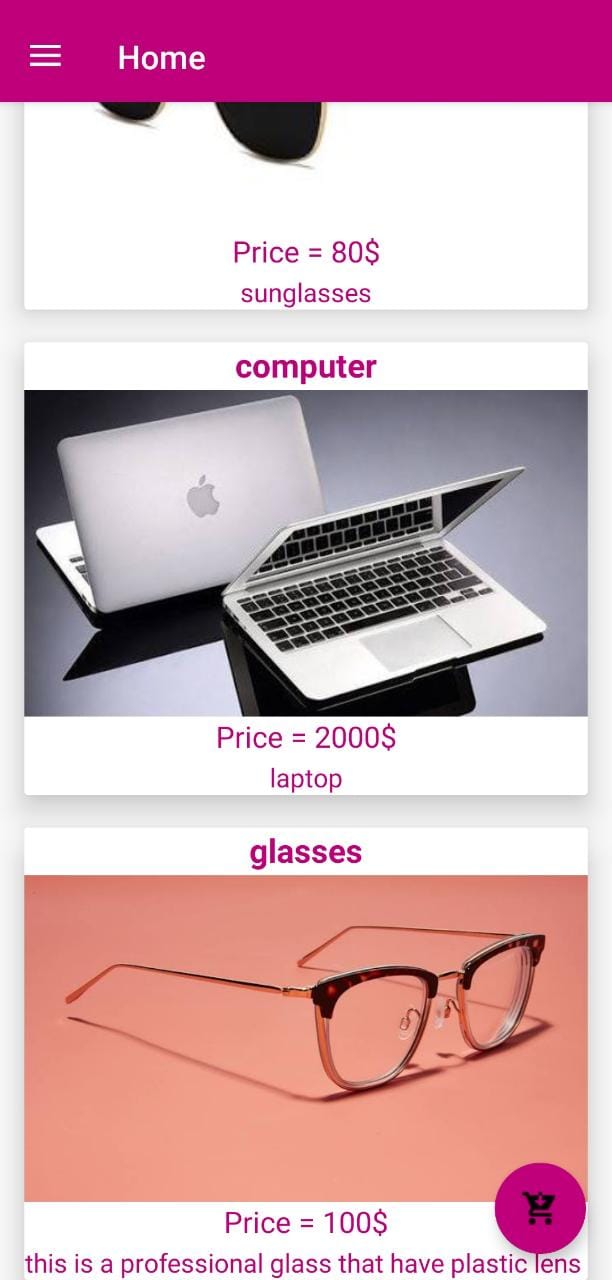 Home
Price = 80$
sunglasses
computer
Price = 2000$
laptop
glasses
Price = 100$
this is a professional glass that have plastic lens